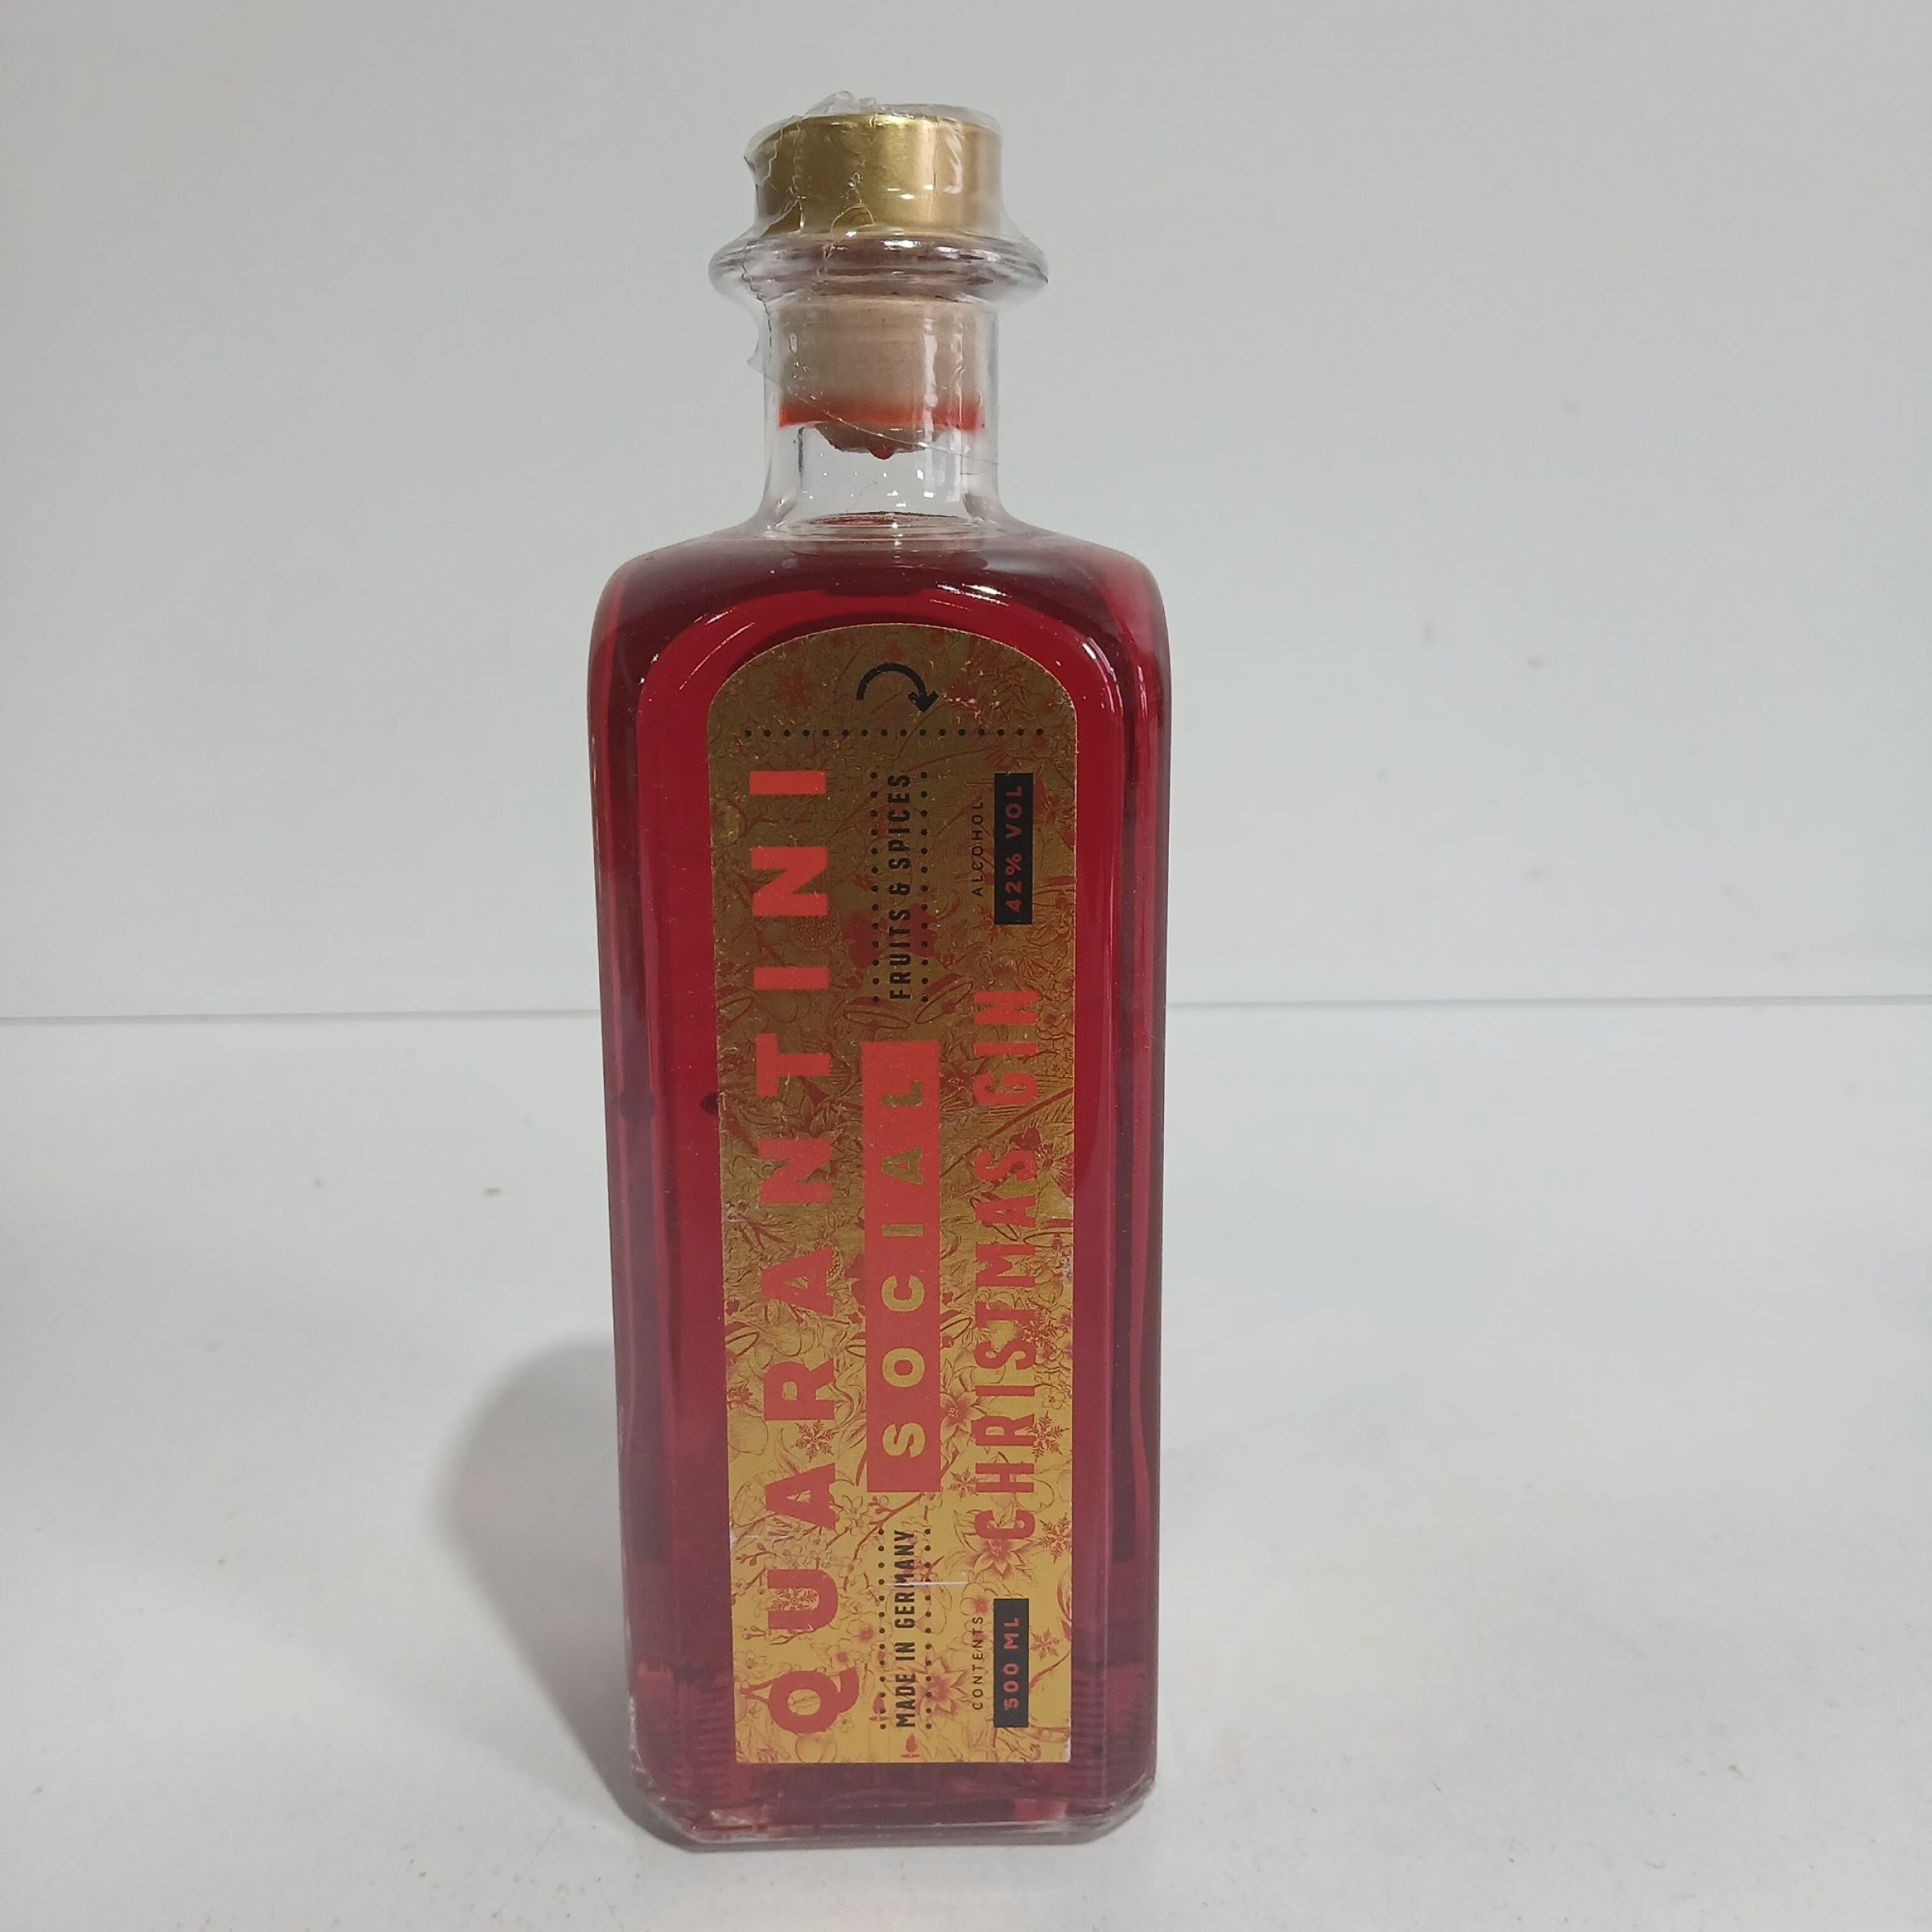 QUARANTINI
MADE IN GERMANY
SOCIAL
FRUITS & SPICES
CHRISTMAS GIN
CONTENTS
500 ML
ALCOHOL
42% VOL